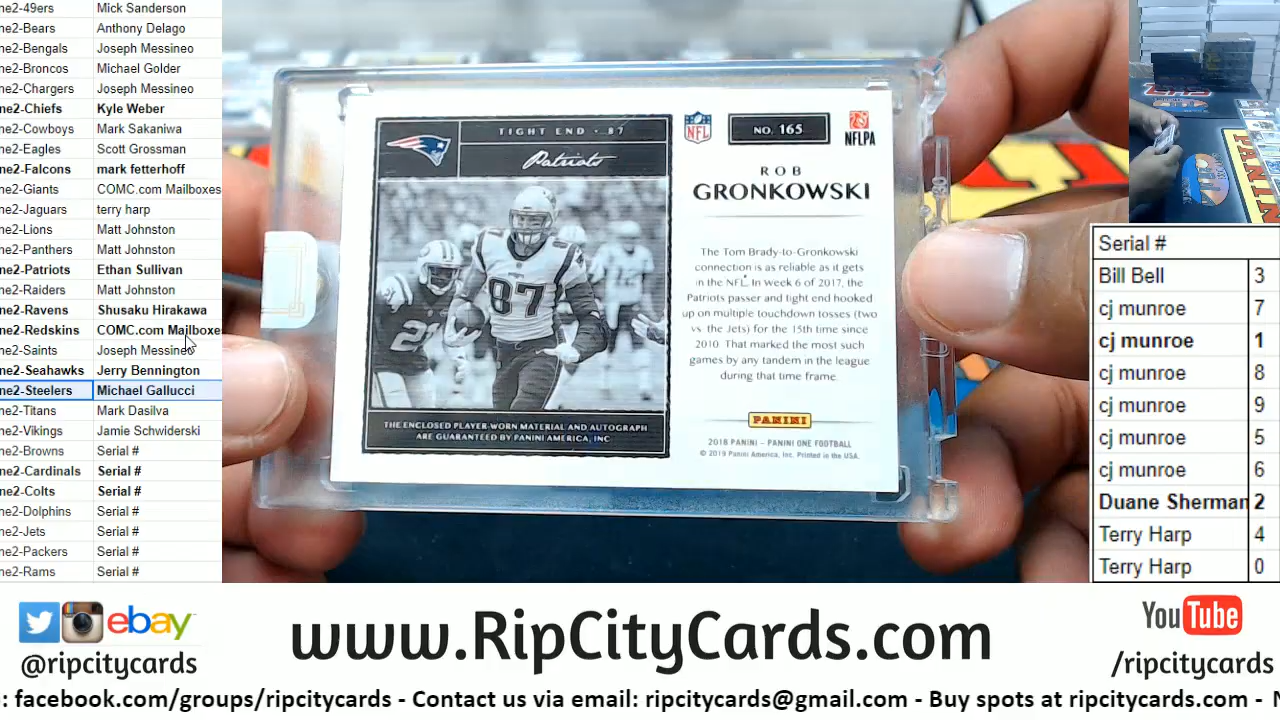 ne2-49ers Mick Sanderson
ne2-Bears Anthony Delago
ne2-Bengals Joseph Messineo
ne2-Broncos Michael Golder
ne2-Chargers Joseph Messineo
ne2-Chiefs Kyle Weber
ne2-Cowboys Mark Sakaniwa
ne2-Eagles Scott Grossman
ne2-Falcons mark fetterhoff
ne2-Giants COMC.com Mailboxes
ne2-Jaguars terry harp
ne2-Lions Matt Johnston
ne2-Panthers Matt Johnston
ne2-Patriots Ethan Sullivan
ne2-Raiders Matt Johnston
ne2-Ravens Shusaku Hirakawa
ne2-Redskins COMC.com Mailboxe
ne2-Saints Joseph Messineo
ne2-Seahawks Jerry Bennington
ne2-Steelers Michael Gallucci
ne2-Titans Mark Dasilva
ne2-Vikings Jamie Schwiderski
ne2-Browns Serial #
ne2-Cardinals Serial #
ne2-Colts Serial #
ne2-Dolphins Serial #
ne2-Jets Serial #
ne2-Packers Serial #
ne2-Rams Serial #
TIGHT END · 87
Patriots
87
THE ENCLOSED PLAYER-WORN MATERIAL AND AUTOGRAPH
ARE GUARANTEED BY PANINI AMERICA, INC
NFL
NO. 165
NFLPA
ROB
GRONKOWSKI
The Tom Brady-to-Gronkowski
connection is as reliable as it gets
in the NFL. In week 6 of 2017, the
Patriots passer and tight end hooked
up on multiple touchdown tosses (two
vs. the Jets) for the 15th time since
2010. That marked the most such
games by any tandem in the league
during that time frame.
PANINI
2018 PANINI – PANINI ONE FOOTBALL
© 2019 Panini America, Inc. Printed in the USA.
PANINI
Serial #
Bill Bell 3
cj munroe 7
cj munroe 1
cj munroe 8
cj munroe 9
cj munroe 5
cj munroe 6
Duane Sherman 2
Terry Harp 4
Terry Harp 0
ebay
@ripcitycards
www.RipCityCards.com
YouTube
/ripcitycards
: facebook.com/groups/ripcitycards - Contact us via email: ripcitycards@gmail.com - Buy spots at ripcitycards.com - N